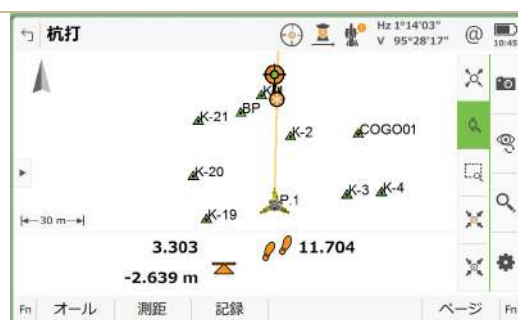 杭打
Hz 1°14'03"
V 95°28'17"
@
10:45
K-21
BP
K-2
COGO01
K-20
P.1
K-3
K-4
K-19
30 m
3.303
11.704
-2.639 m
Fn オール 測距 記録 ページ Fn